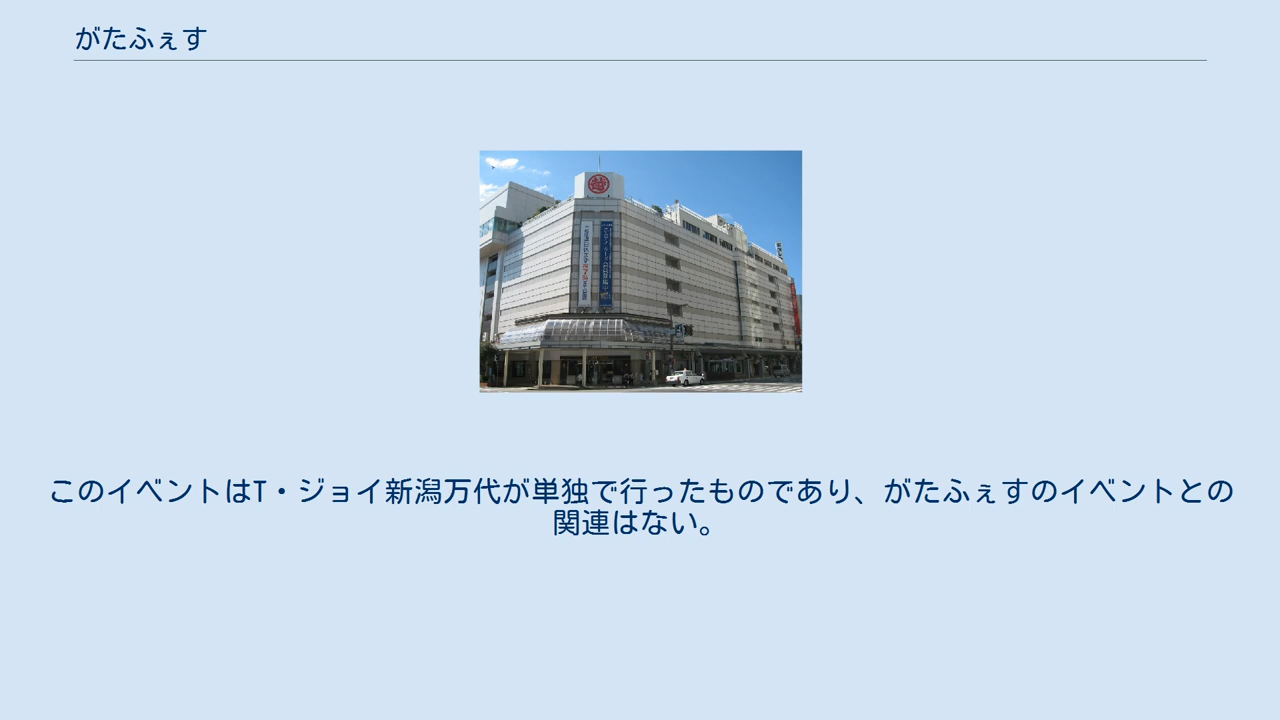 がたふぇす
このイベントはT・ジョイ新潟万代が単独で行ったものであり、がたふぇすのイベントとの
関連はない。